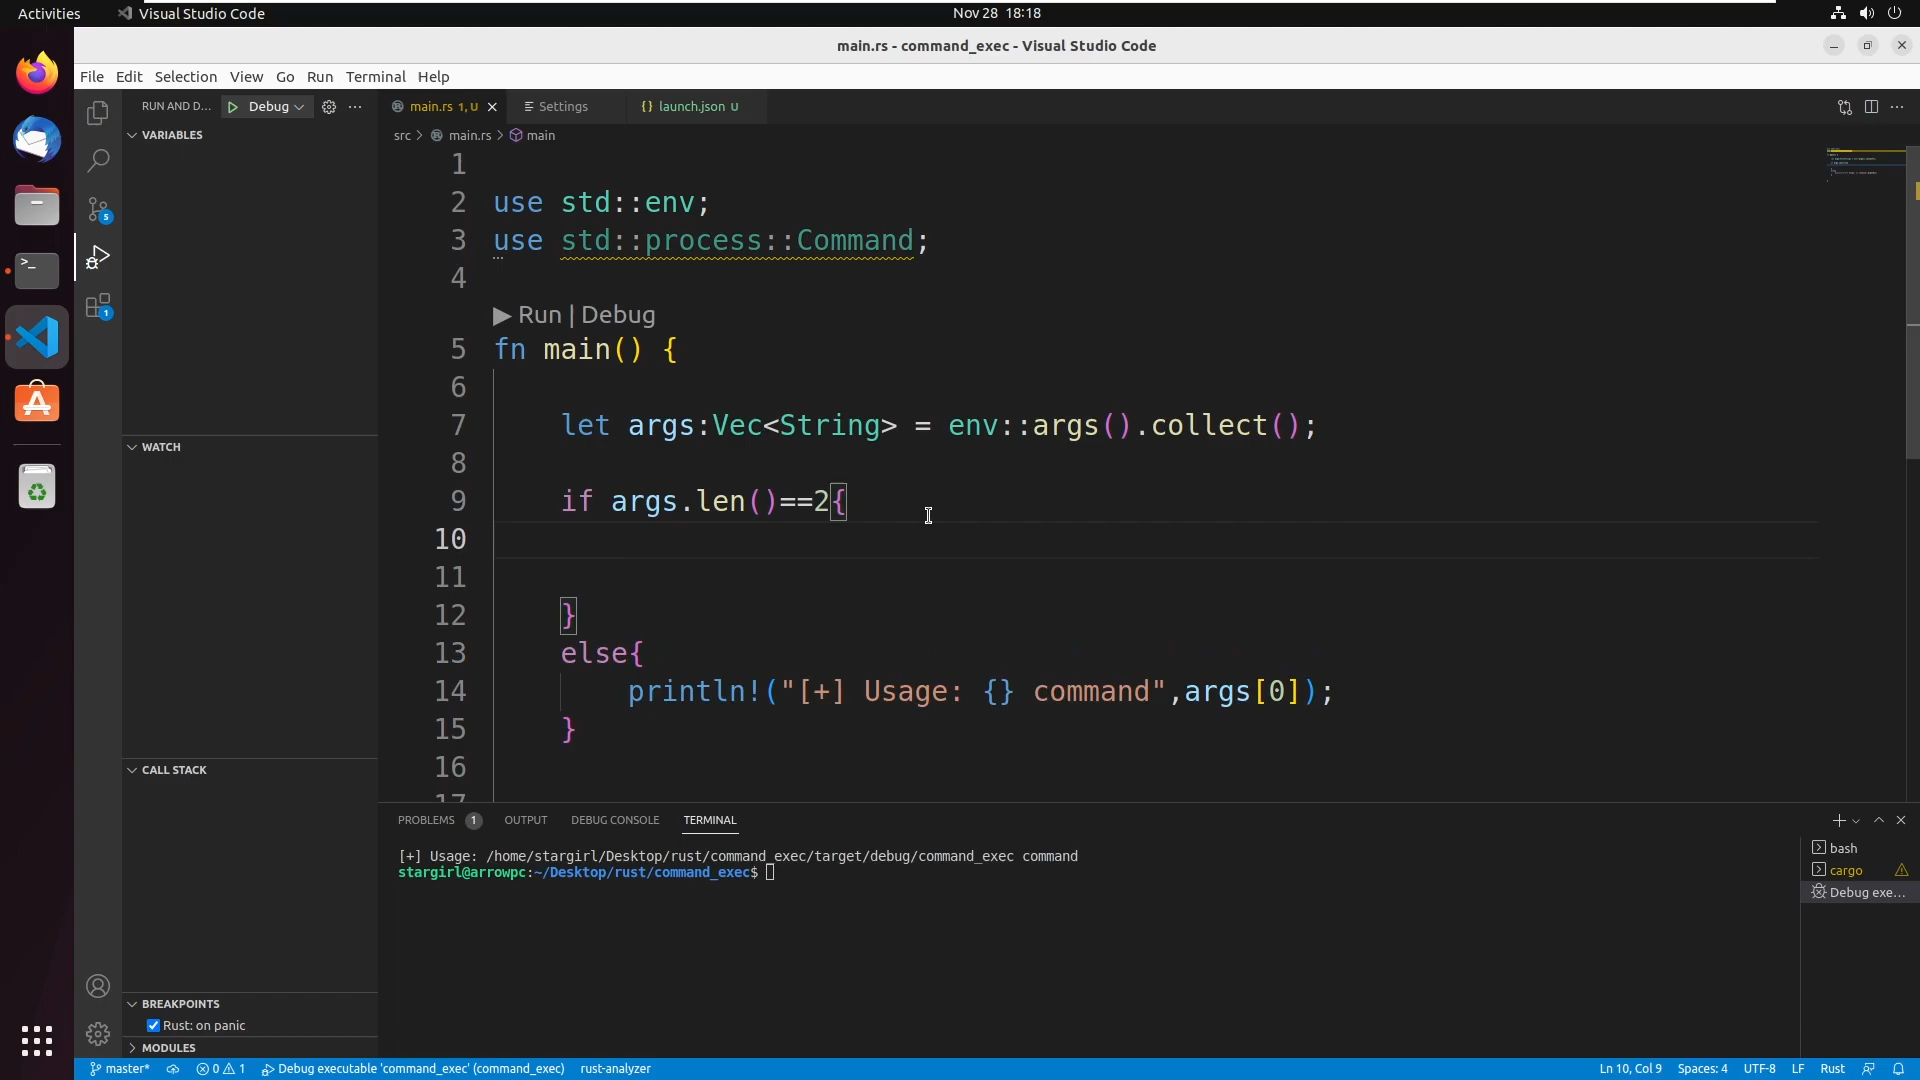 Activities
Visual Studio Code
Nov 28 18:18
main.rs - command_exec - Visual Studio Code
File Edit Selection View Go Run Terminal Help
RUN AND D... Debug
main.rs 1, U
Settings
{} launch.json U
src > main.rs > main
VARIABLES
1
2 use std::env;
3 use std::process::Command;
4
▶ Run | Debug
5 fn main() {
6
7 let args:Vec<String> = env::args().collect();
8
9 if args.len()==2{
10
11
12 }
13 else{
14 println!("[+] Usage: {} command",args[0]);
15 }
16
17
5
1
WATCH
CALL STACK
BREAKPOINTS
Rust: on panic
MODULES
PROBLEMS 1 OUTPUT DEBUG CONSOLE TERMINAL
[+] Usage: /home/stargirl/Desktop/rust/command_exec/target/debug/command_exec command
stargirl@arrowpc:~/Desktop/rust/command_exec$
bash
cargo
Debug exe...
master* 0 1 Debug executable 'command_exec' (command_exec) rust-analyzer
Ln 10, Col 9 Spaces: 4 UTF-8 LF Rust